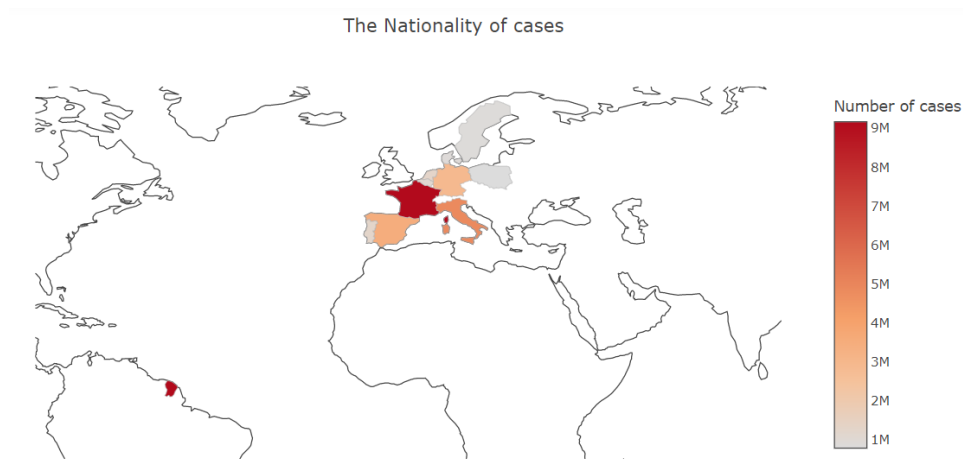 The Nationality of cases
Number of cases
9M
8M
7M
6M
5M
4M
3M
2M
1M